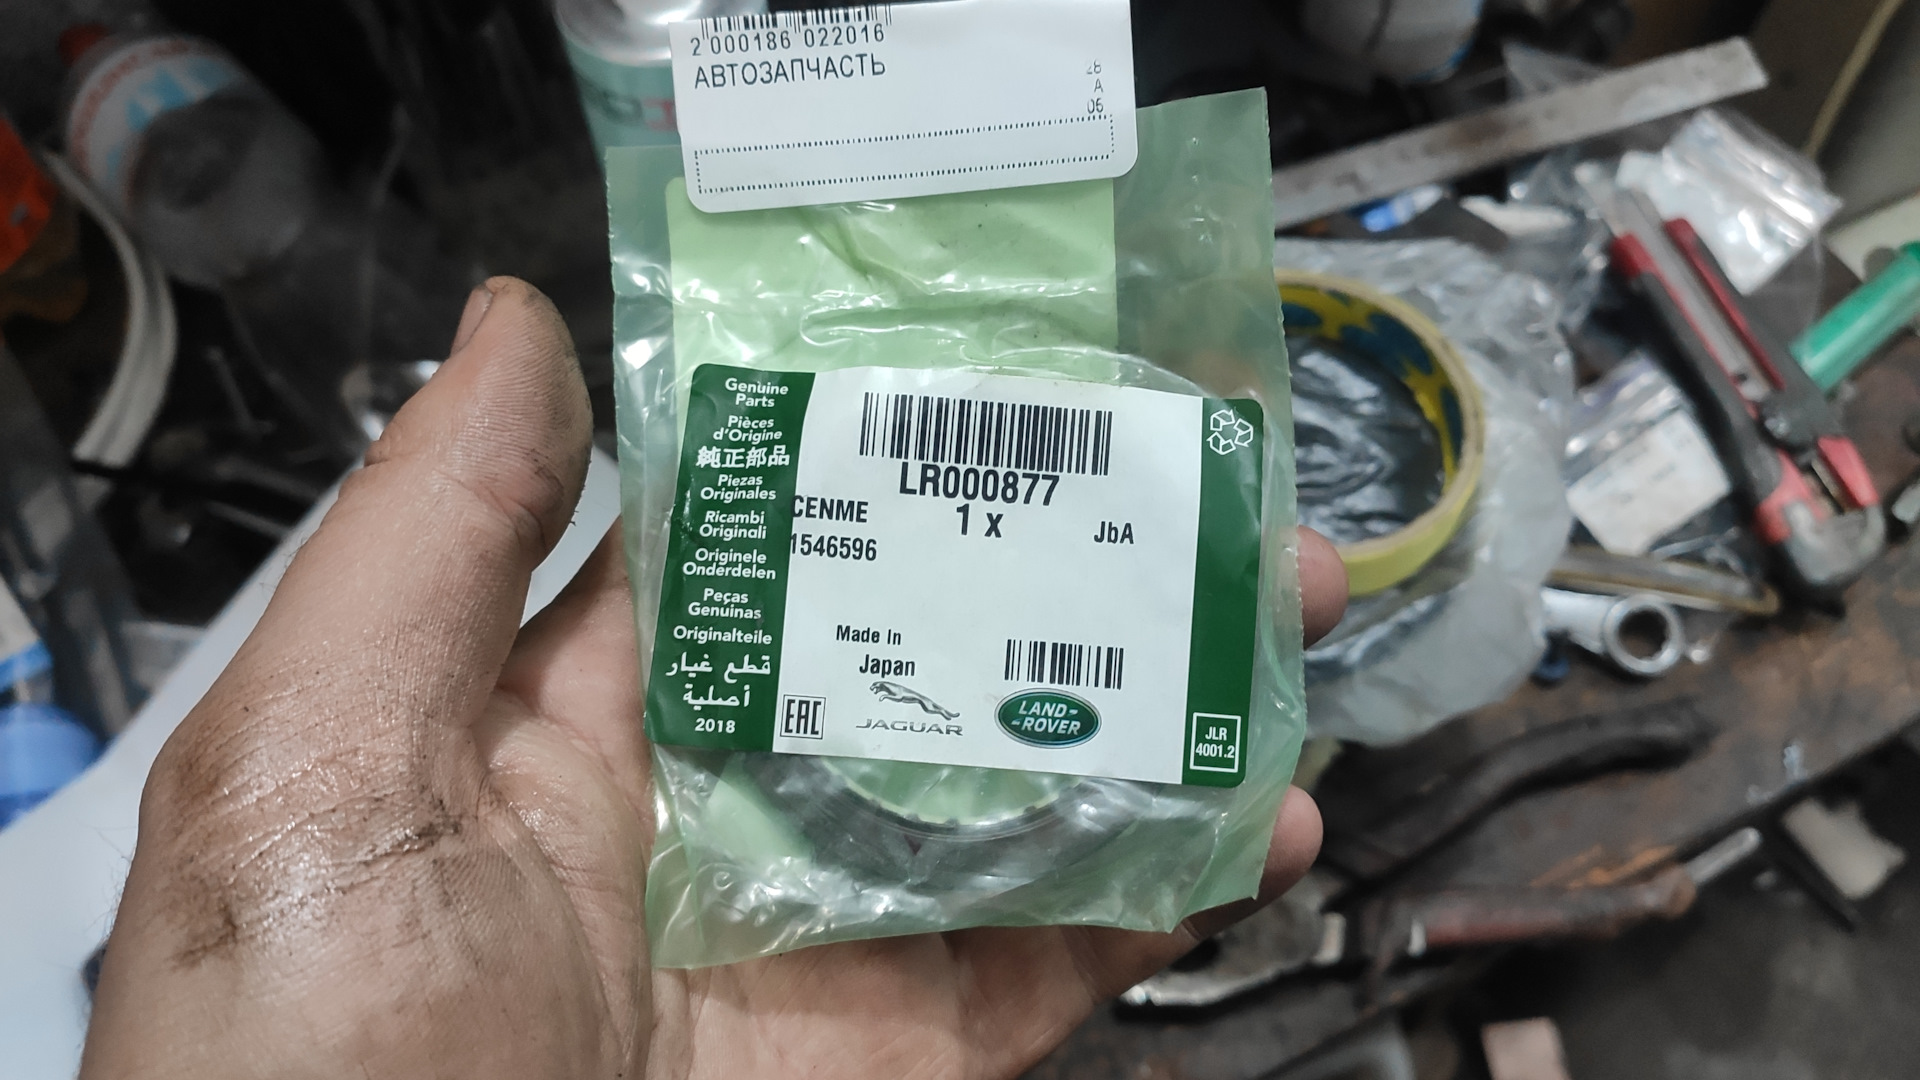 2 000186 022016
АВТОЗАПЧАСТЬ
28
A
06
Genuine
Parts
Pièces
d'Origine
純正部品
Piezas
Originales
Ricambi
Originali
Originele
Onderdelen
Peças
Genuinas
Originalteile
قطع غيار
أصلية
2018
LR000877
CENME
1 x
JbA
1546596
Made In
Japan
EAC
JAGUAR
LAND-
-ROVER
JLR
4001.2